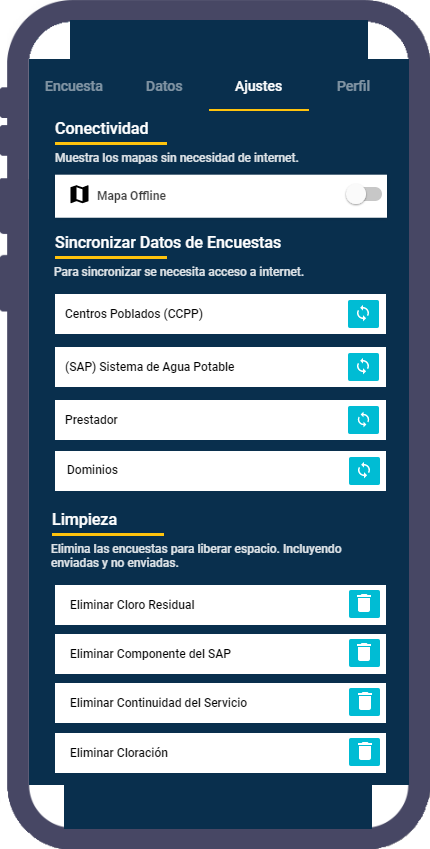 Encuesta Datos Ajustes Perfil
Conectividad
Muestra los mapas sin necesidad de internet.
Mapa Offline
Sincronizar Datos de Encuestas
Para sincronizar se necesita acceso a internet.
Centros Poblados (CCPP)
(SAP) Sistema de Agua Potable
Prestador
Dominios
Limpieza
Elimina las encuestas para liberar espacio. Incluyendo
enviadas y no enviadas.
Eliminar Cloro Residual
Eliminar Componente del SAP
Eliminar Continuidad del Servicio
Eliminar Cloración